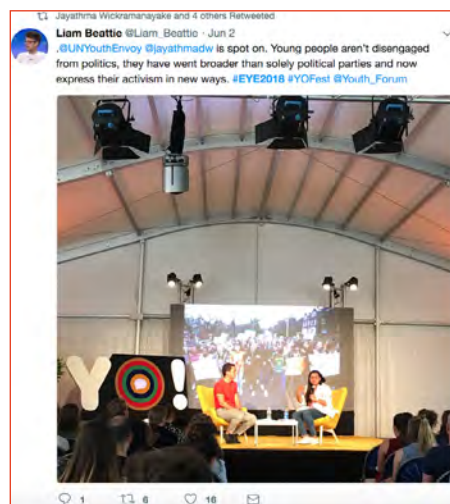 Jayathma Wickramanayake and 4 others Retweeted
Liam Beattie @Liam_Beattie · Jun 2
.@UNYouthEnvoy @jayathmadw is spot on. Young people aren't disengaged
from politics, they have went broader than solely political parties and now
express their activism in new ways. #EYE2018 #YOFest @Youth_Forum
YO!
1 6 16